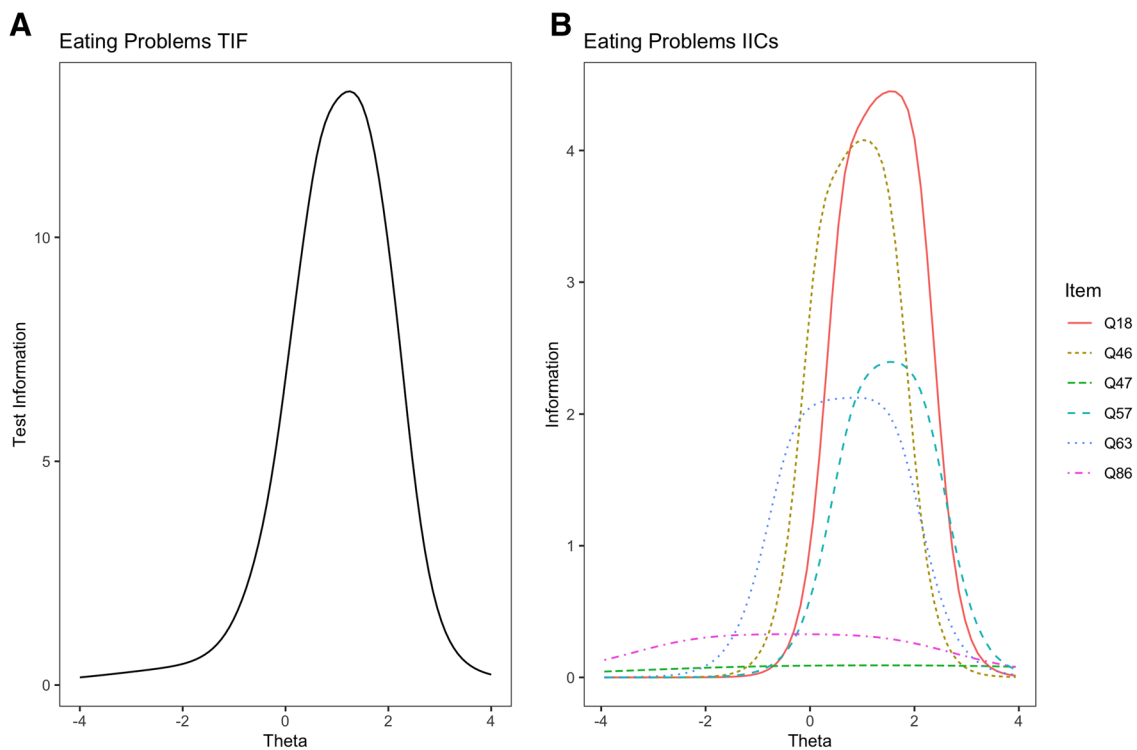 A
Eating Problems TIF
Test Information
10
5
0
-4 -2 0 2 4
Theta
B
Eating Problems IICs
Information
4
3
2
1
0
-4 -2 0 2 4
Theta
Item
Q18
Q46
Q47
Q57
Q63
Q86